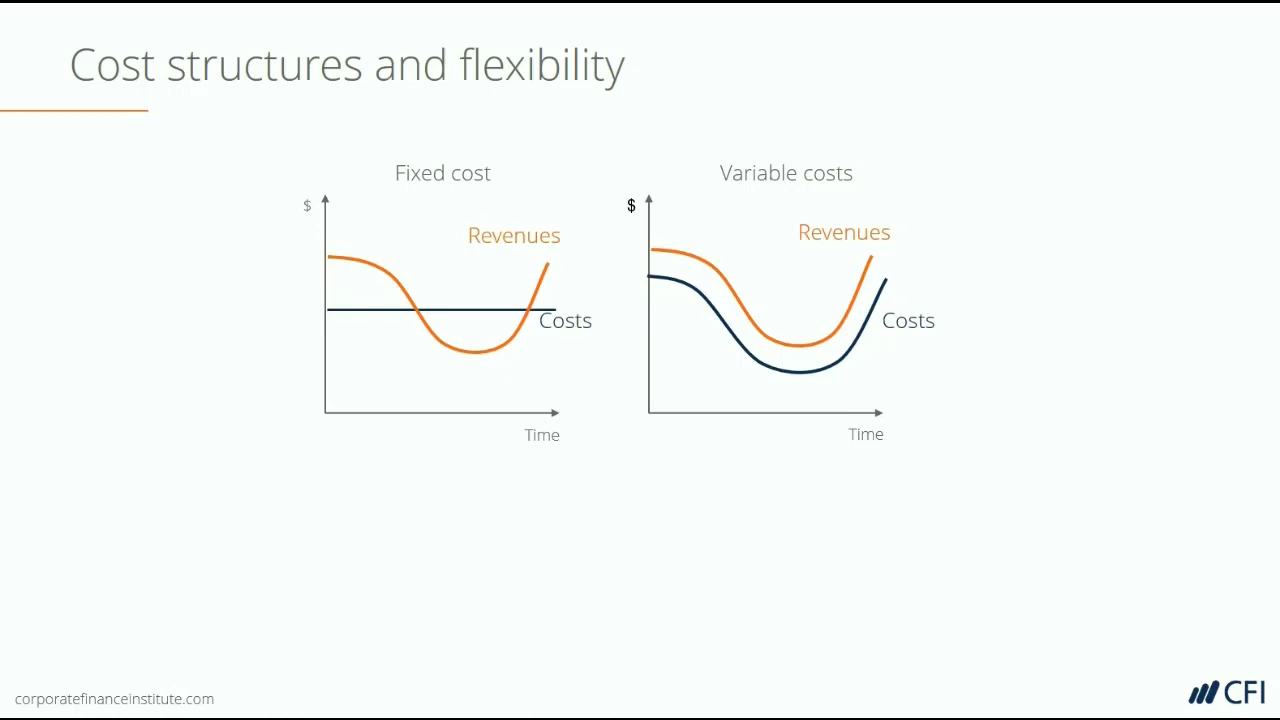 Cost structures and flexibility
Fixed cost
$
Revenues
Costs
Time
Variable costs
$
Revenues
Costs
Time
corporatefinanceinstitute.com
CFI